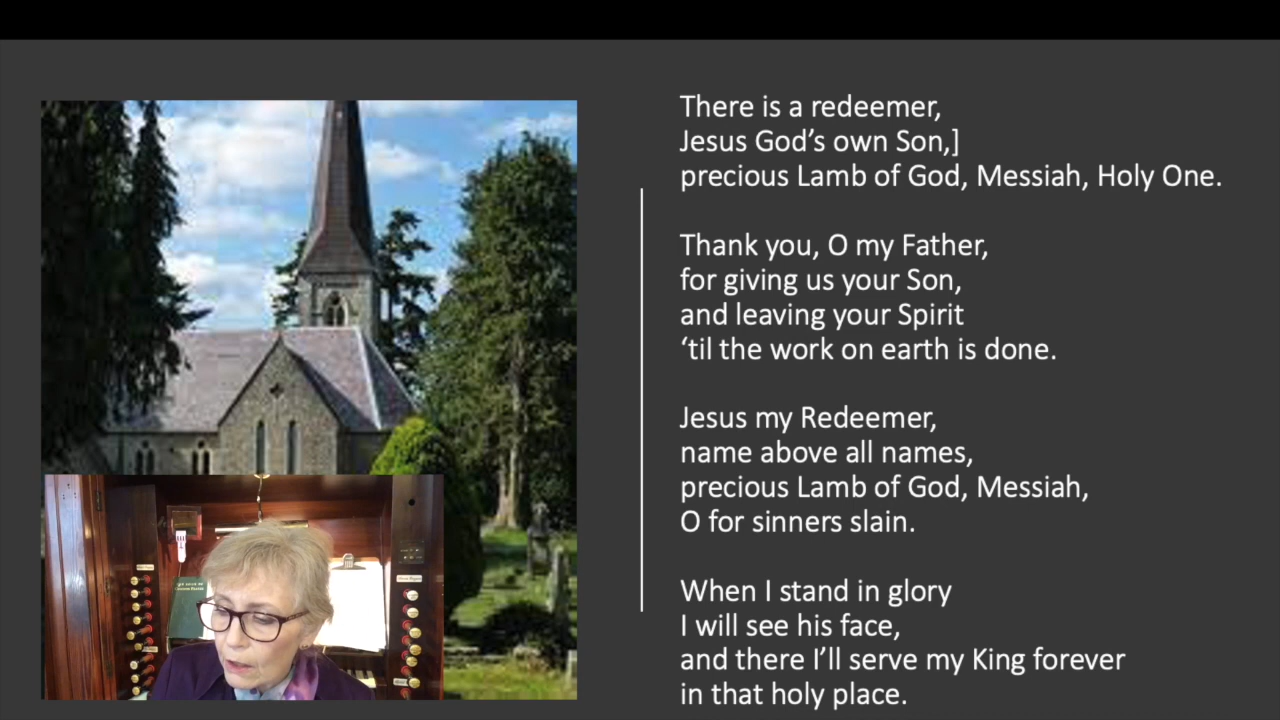 There is a redeemer,
Jesus God’s own Son,]
precious Lamb of God, Messiah, Holy One.
Thank you, O my Father,
for giving us your Son,
and leaving your Spirit
‘til the work on earth is done.
Jesus my Redeemer,
name above all names,
precious Lamb of God, Messiah,
O for sinners slain.
When I stand in glory
I will see his face,
and there I’ll serve my King forever
in that holy place.